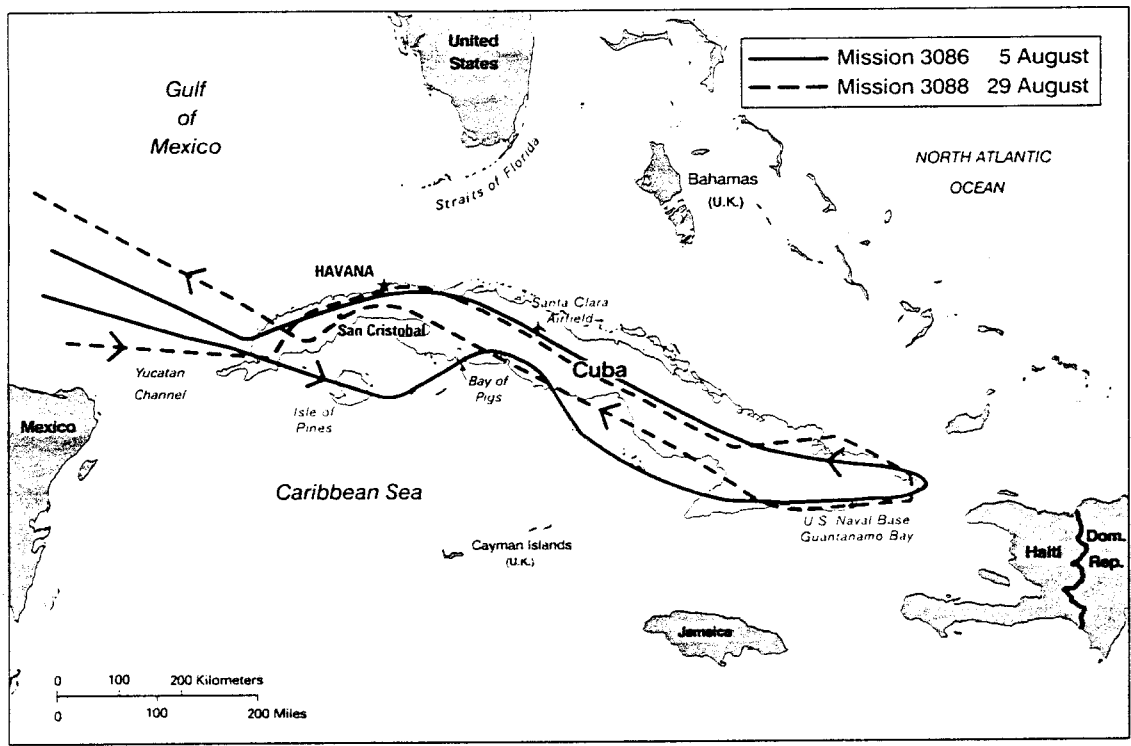 United
States
Mission 3086 5 August
Mission 3088 29 August
Gulf
of
Mexico
Straits of Florida
Bahamas
(U.K.)
NORTH ATLANTIC
OCEAN
HAVANA
Santa Clara
Airfield
San Cristobal
Cuba
Yucatan
Channel
Bay of
Pigs
Isle of
Pines
Mexico
Caribbean Sea
U.S. Naval Base
Guantanamo Bay
Cayman Islands
(U.K.)
Haiti
Dom.
Rep.
Jamaica
0 100 200 Kilometers
0 100 200 Miles